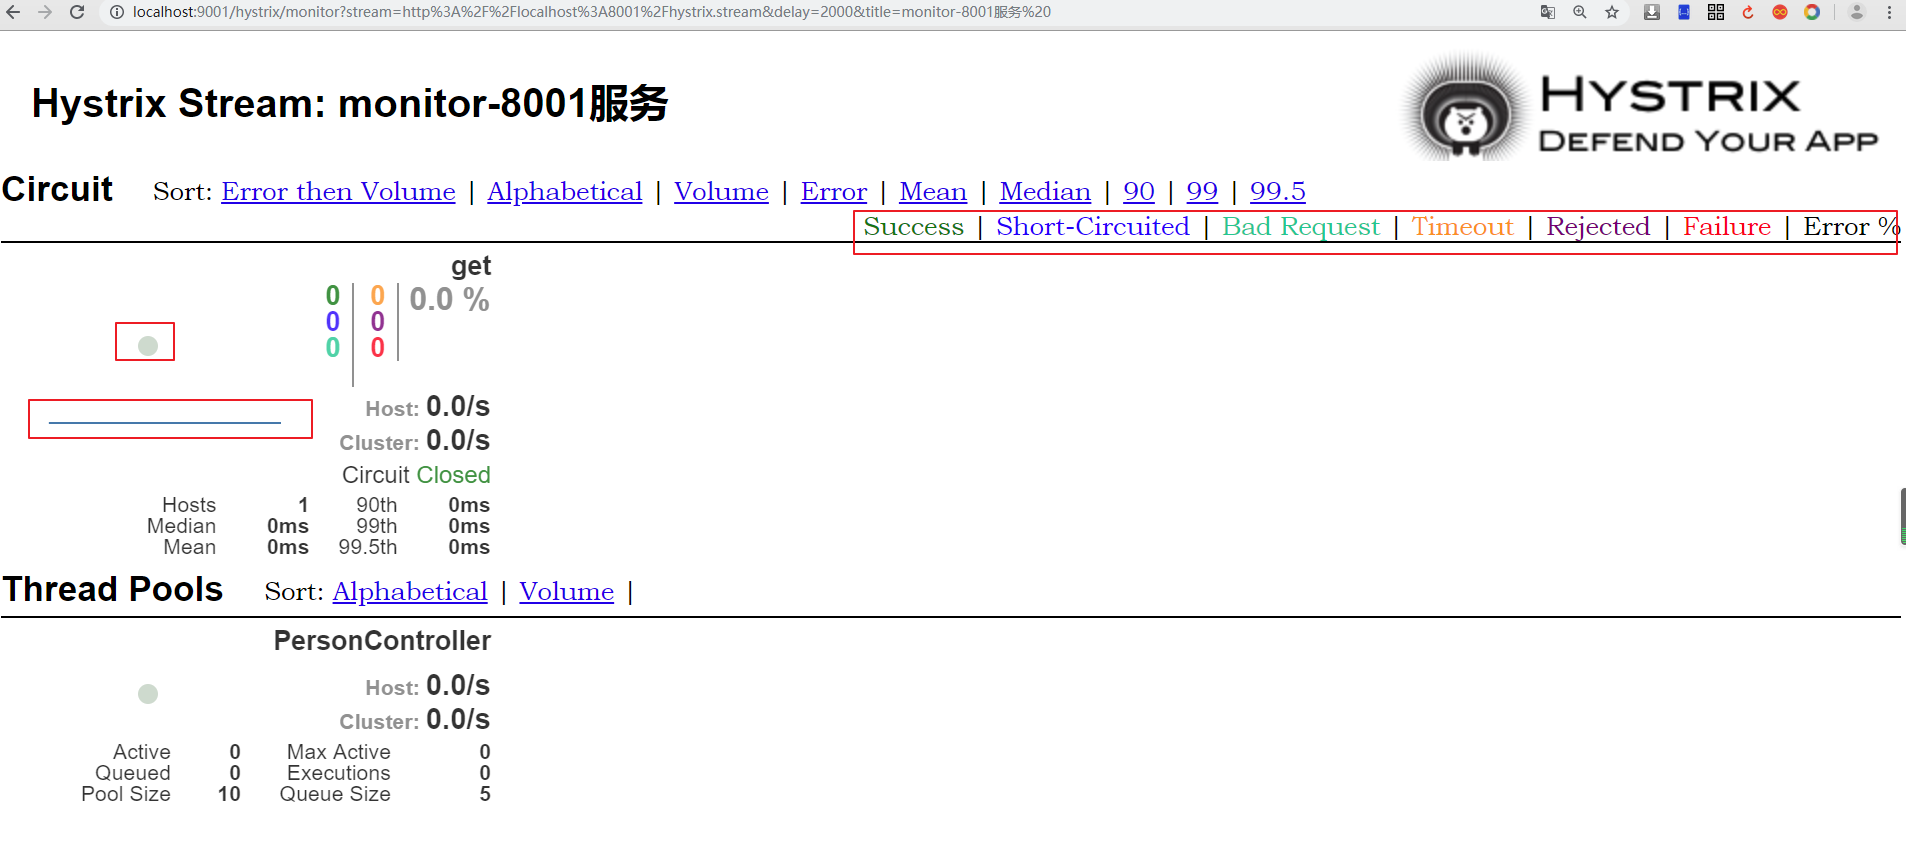 localhost:9001/hystrix/monitor?stream=http%3A%2F%2Flocalhost%3A8001%2Fhystrix.stream&delay=2000&title=monitor-8001服务%20
Hystrix Stream: monitor-8001服务
HYSTRIX
DEFEND YOUR APP
Circuit Sort: Error then Volume | Alphabetical | Volume | Error | Mean | Median | 90 | 99 | 99.5
Success | Short-Circuited | Bad Request | Timeout | Rejected | Failure | Error %
get
0 0 0.0 %
0 0
0 0
Host: 0.0/s
Cluster: 0.0/s
Circuit Closed
Hosts 1 90th 0ms
Median 0ms 99th 0ms
Mean 0ms 99.5th 0ms
Thread Pools Sort: Alphabetical | Volume |
PersonController
Host: 0.0/s
Cluster: 0.0/s
Active 0 Max Active 0
Queued 0 Executions 0
Pool Size 10 Queue Size 5